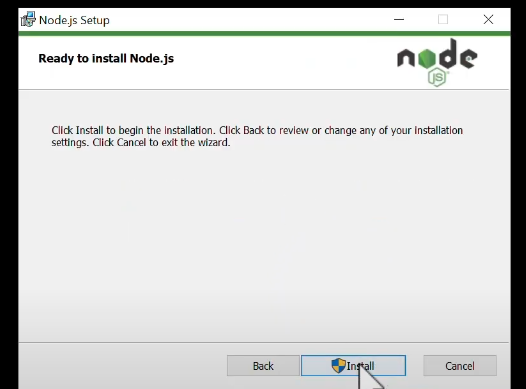 Node.js Setup
Ready to install Node.js
node
JS
Click Install to begin the installation. Click Back to review or change any of your installation
settings. Click Cancel to exit the wizard.
Back
Install
Cancel